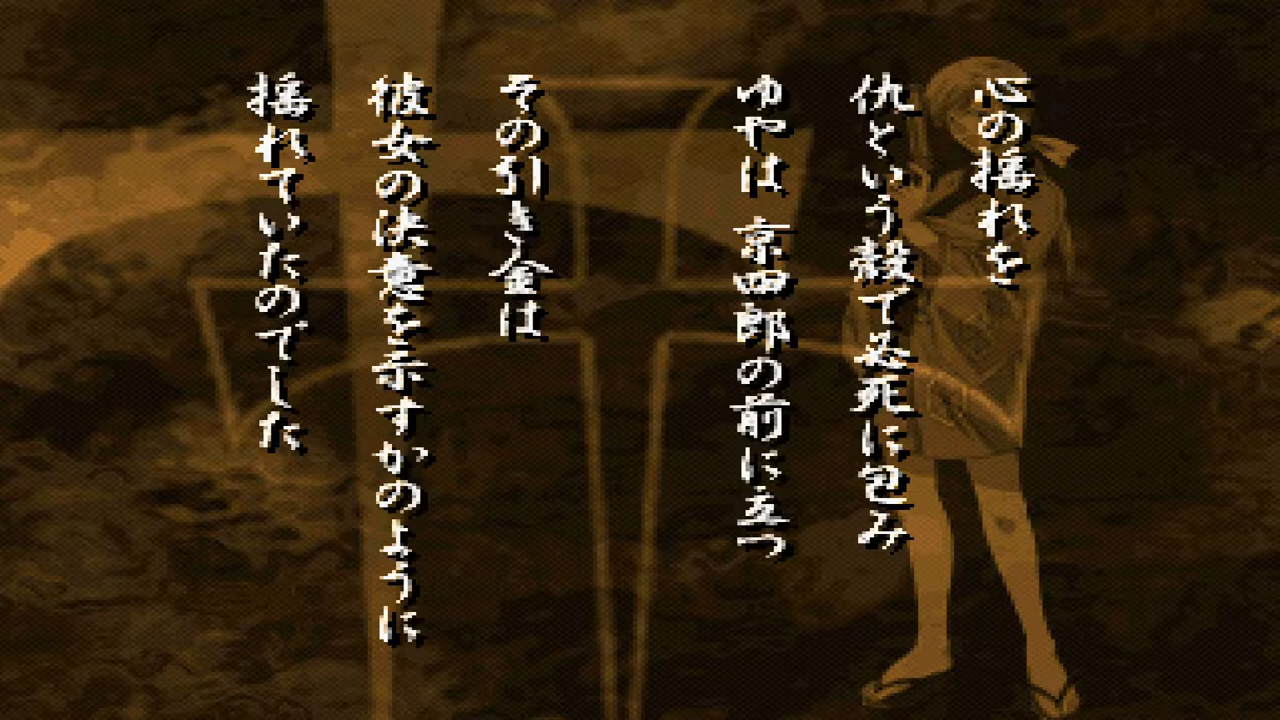 心の揺れを
仇という殻で必死に包み
ゆやは 京四郎の前に立つ
その引き金は
彼女の決意を示すかのように
揺れていたのでした